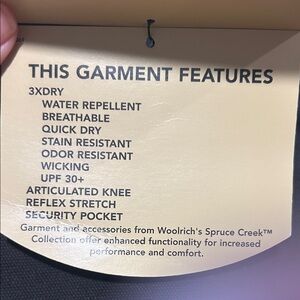 THIS GARMENT FEATURES
3XDRY
WATER REPELLENT
BREATHABLE
QUICK DRY
STAIN RESISTANT
ODOR RESISTANT
WICKING
UPF 30+
ARTICULATED KNEE
REFLEX STRETCH
SECURITY POCKET
Garment and accessories from Woolrich's Spruce Creek™
Collection offer enhanced functionality for increased
performance and comfort.